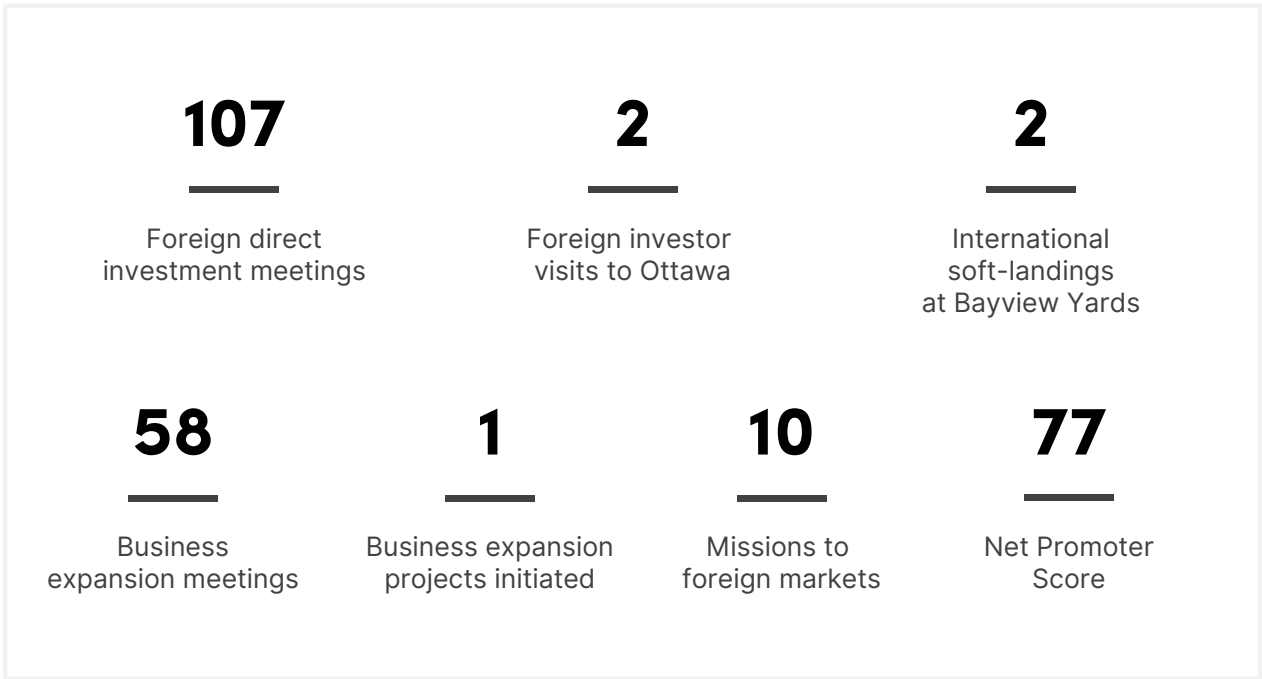 107
Foreign direct
investment meetings
2
Foreign investor
visits to Ottawa
2
International
soft-landings
at Bayview Yards
58
Business
expansion meetings
1
Business expansion
projects initiated
10
Missions to
foreign markets
77
Net Promoter
Score